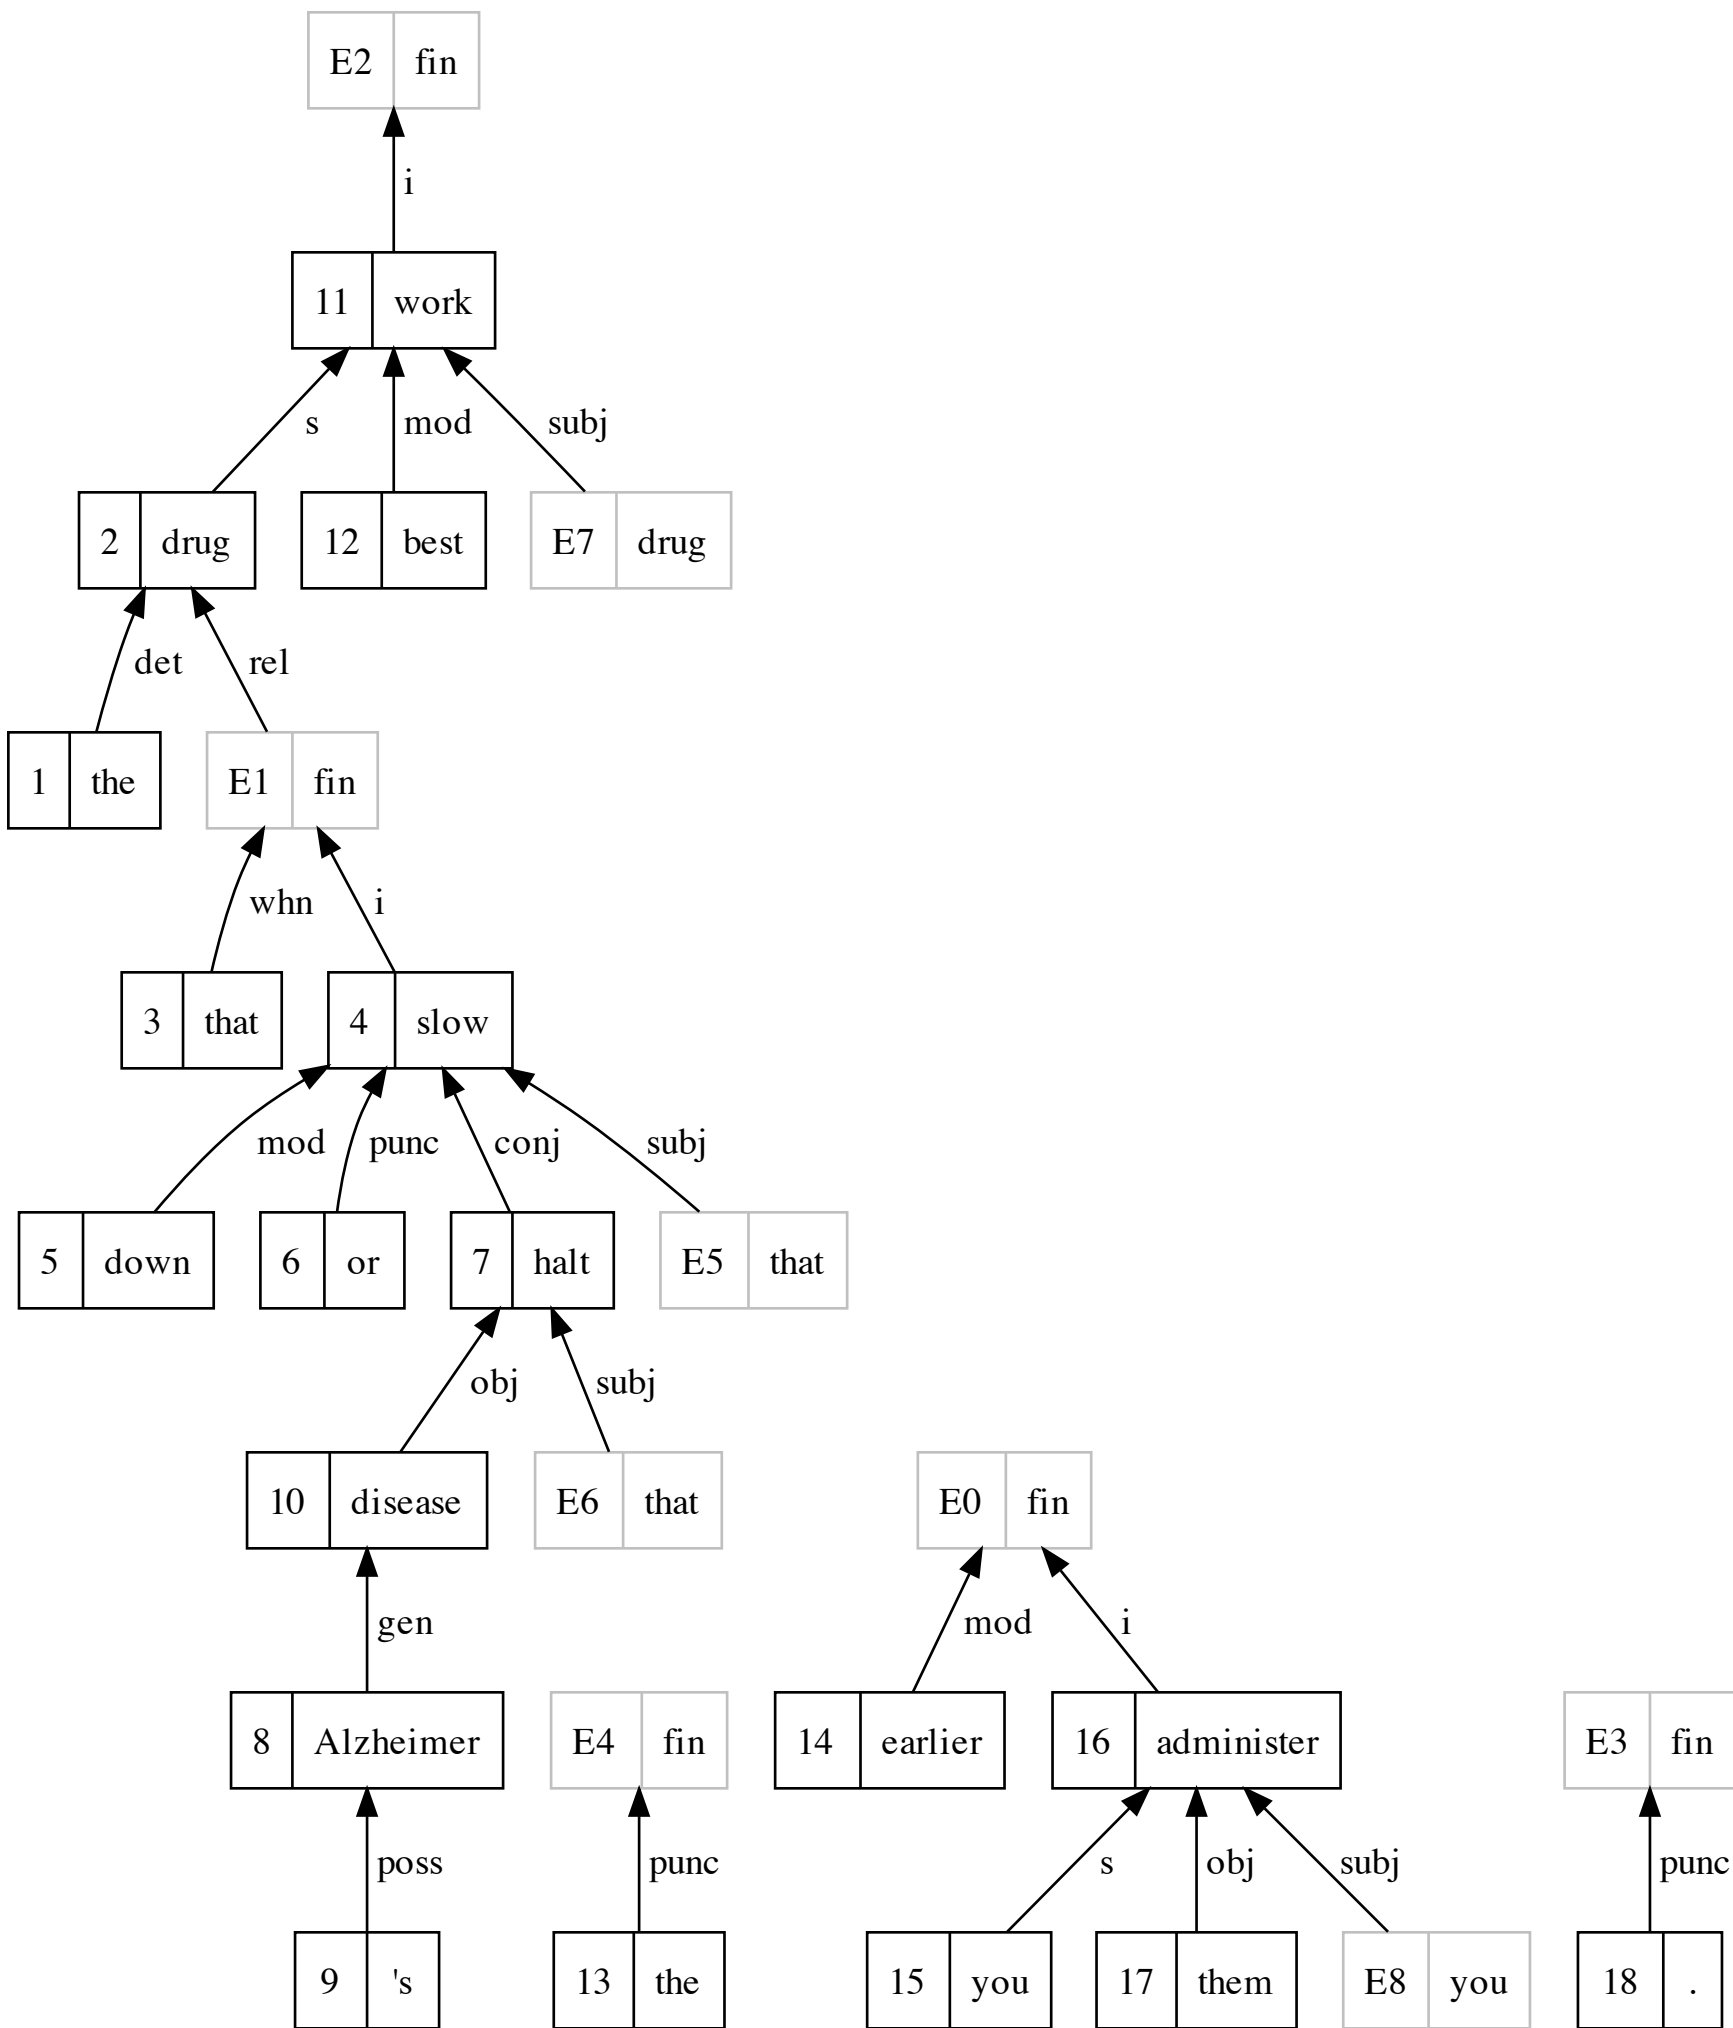 E2 fin
i
11 work
s mod subj
2 drug 12 best E7 drug
det rel
1 the E1 fin
whn i
3 that 4 slow
mod punc conj subj
5 down 6 or 7 halt E5 that
obj subj
10 disease E6 that E0 fin
gen mod i
8 Alzheimer E4 fin 14 earlier 16 administer E3 fin
poss punc s obj subj punc
9 's 13 the 15 you 17 them E8 you 18 .